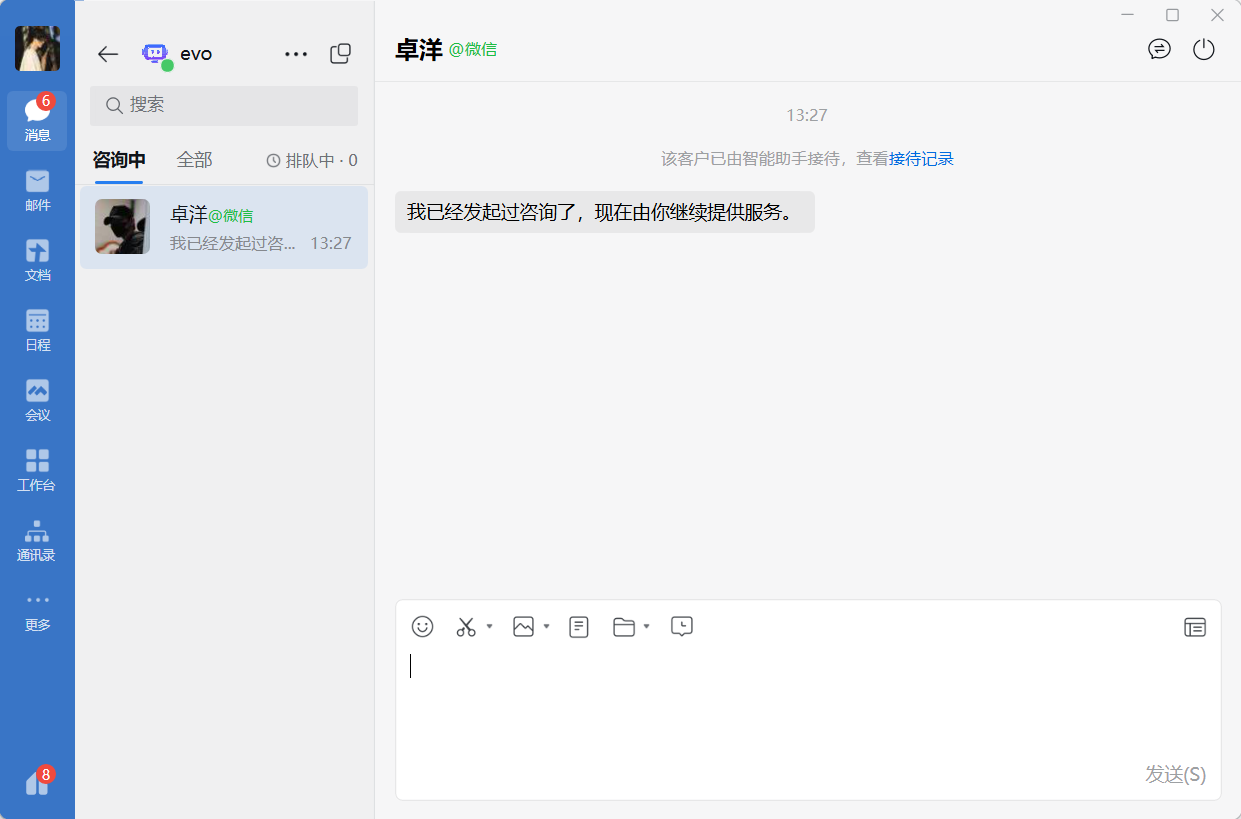 6
消息
邮件
文档
日程
会议
工作台
通讯录
更多
8
evo
搜索
咨询中 全部 排队中 · 0
卓洋@微信
我已经发起过咨... 13:27
卓洋 @微信
13:27
该客户已由智能助手接待，查看接待记录
我已经发起过咨询了，现在由你继续提供服务。
发送(S)